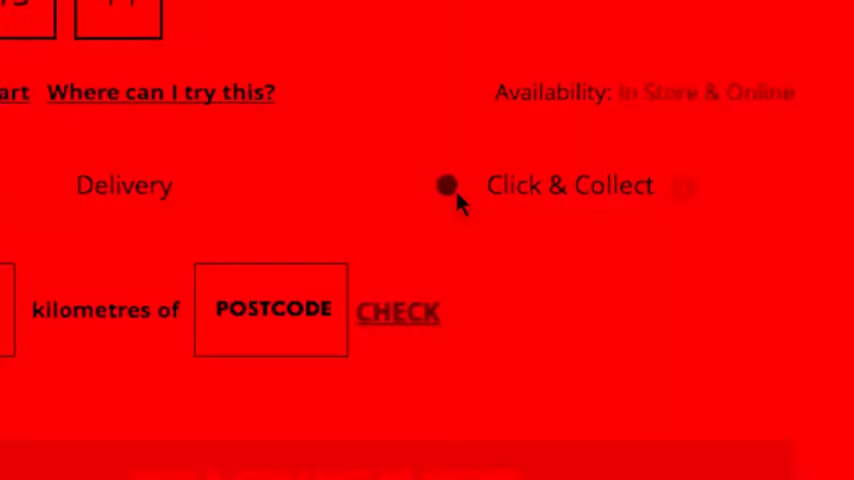 art Where can I try this? Availability: In Store & Online
Delivery Click & Collect
kilometres of POSTCODE CHECK